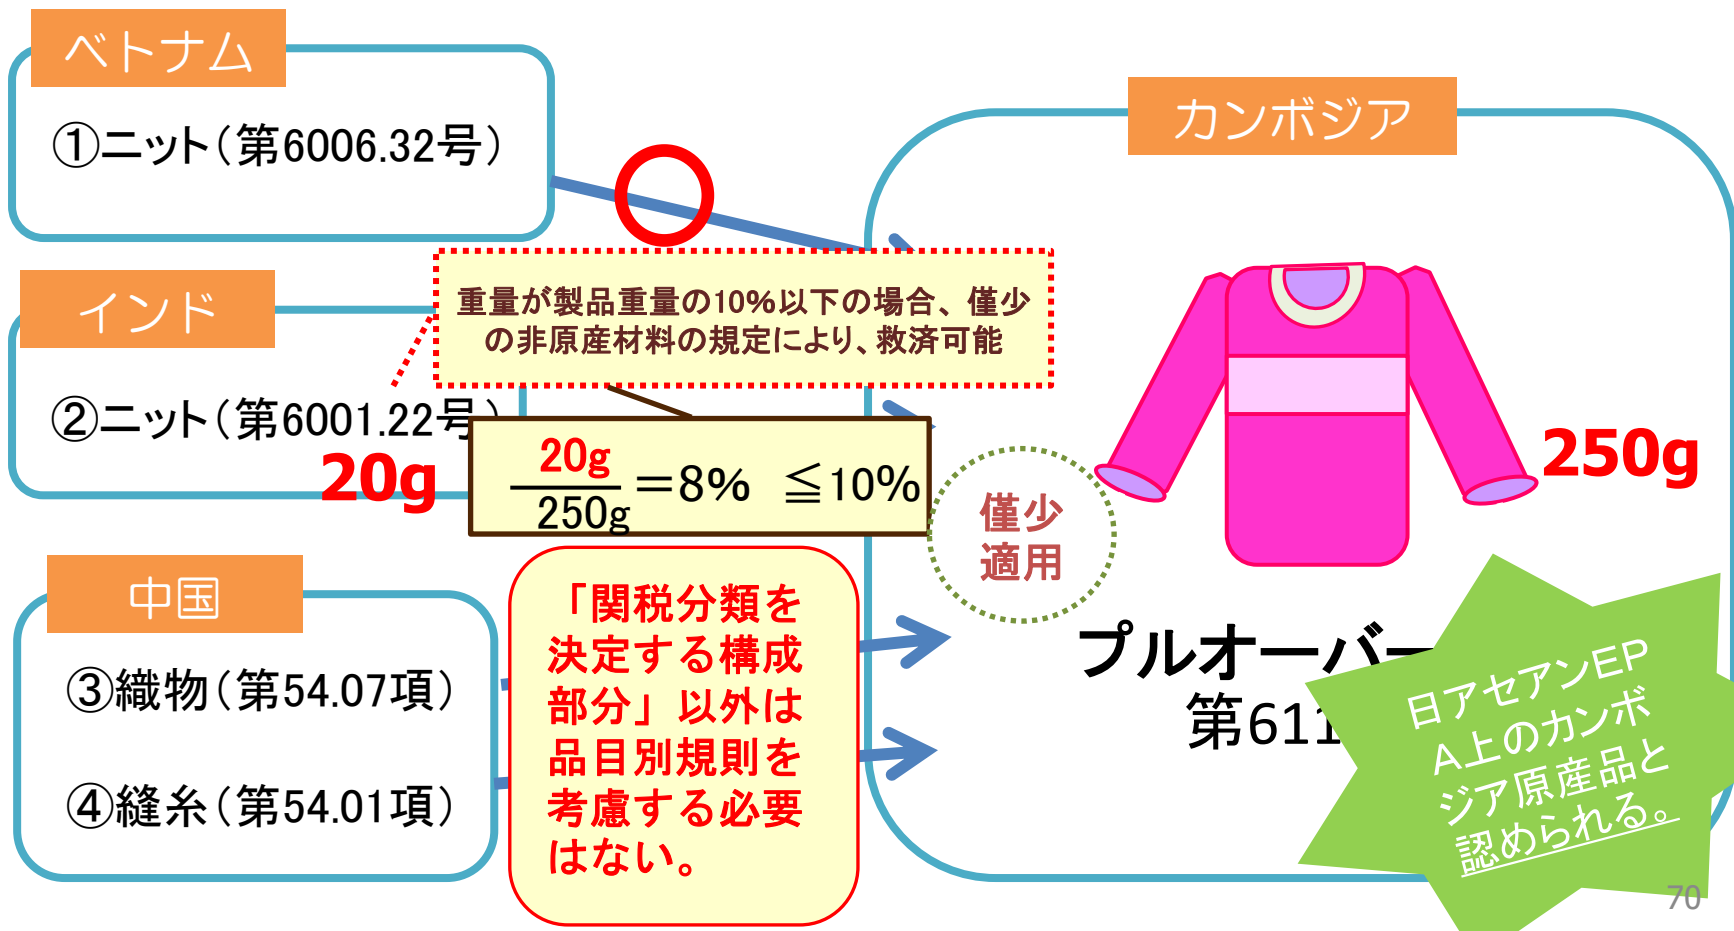 ベトナム
①ニット(第6006.32号)
インド
②ニット(第6001.22号)
20g
中国
③織物(第54.07項)
④縫糸(第54.01項)
重量が製品重量の10%以下の場合、僅少
の非原産材料の規定により、救済可能
20g
250g
=8% ≦10%
「関税分類を
決定する構成
部分」以外は
品目別規則を
考慮する必要
はない。
カンボジア
僅少
適用
250g
プルオーバー
第611
日アセアンEP
A上のカンボ
ジア原産品と
認められる。
70